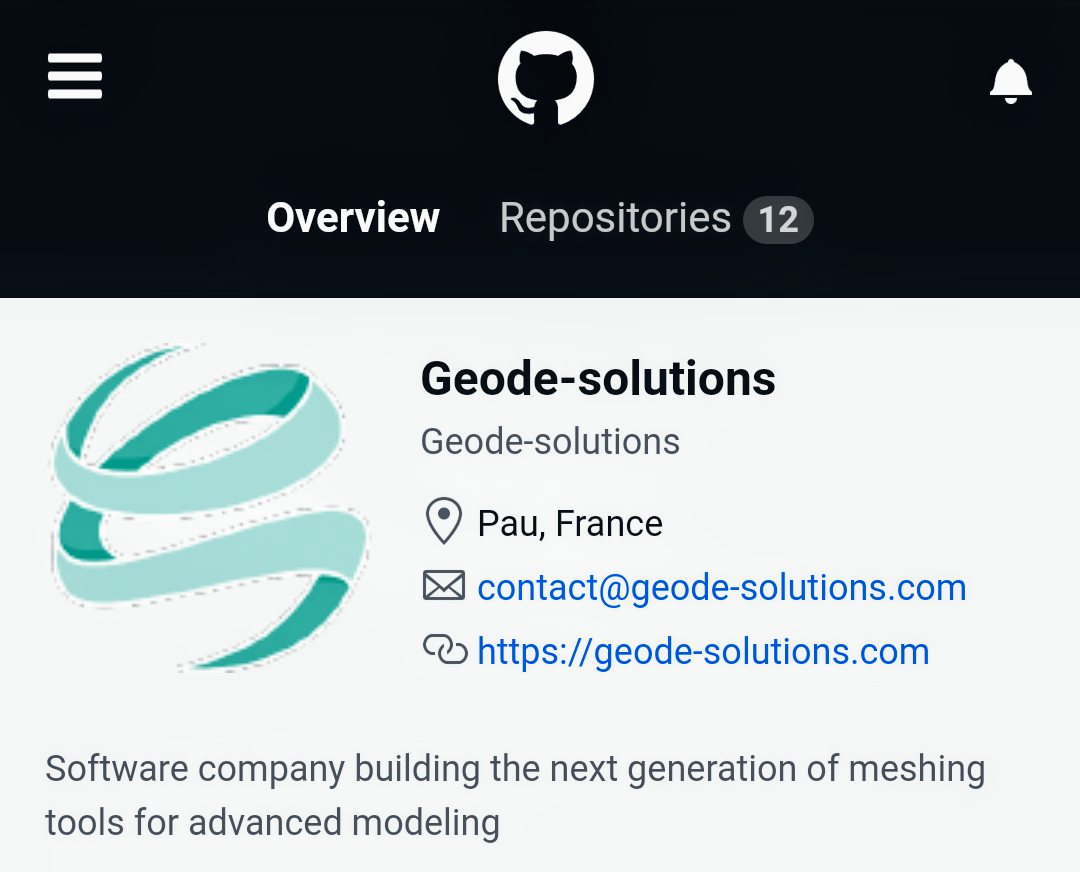 Overview Repositories 12
Geode-solutions
Geode-solutions
Pau, France
contact@geode-solutions.com
https://geode-solutions.com
Software company building the next generation of meshing
tools for advanced modeling